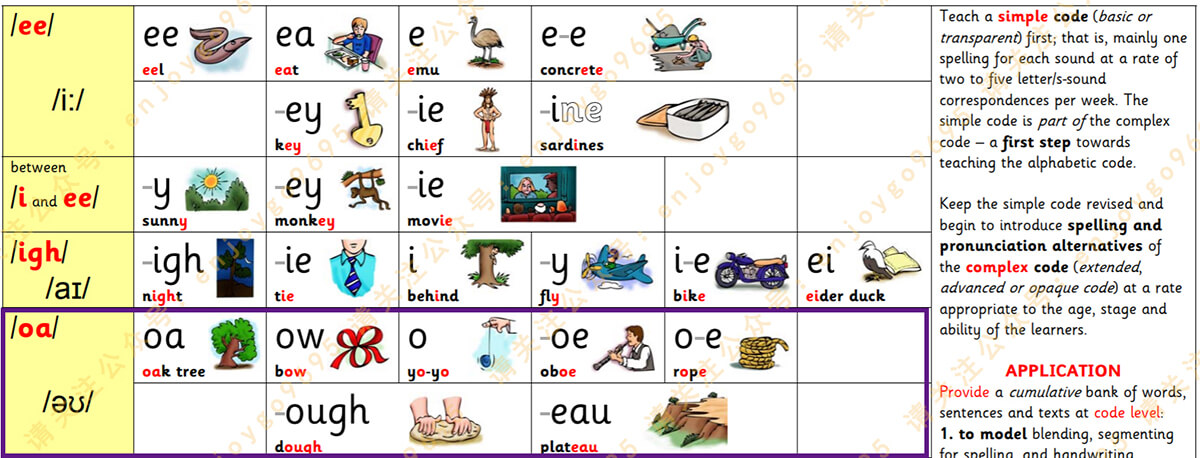 /ee/
/i:/
ee
eel
ea
eat
e
emu
e-e
concrete
-ey
key
-ie
chief
-ine
sardines
between
/i and ee/
-y
sunny
-ey
monkey
-ie
movie
/igh/
/aɪ/
-igh
night
-ie
tie
i
behind
-y
fly
i-e
bike
ei
eider duck
/oa/
/əʊ/
oa
oak tree
ow
bow
o
yo-yo
-oe
oboe
o-e
rope
-ough
dough
-eau
plateau
Teach a simple code (basic or
transparent) first; that is, mainly one
spelling for each sound at a rate of
two to five letter/s-sound
correspondences per week. The
simple code is part of the complex
code – a first step towards
teaching the alphabetic code.
Keep the simple code revised and
begin to introduce spelling and
pronunciation alternatives of
the complex code (extended,
advanced or opaque code) at a rate
appropriate to the age, stage and
ability of the learners.
APPLICATION
Provide a cumulative bank of words,
sentences and texts at code level:
1. to model blending, segmenting
for spelling, and handwriting
请关注公众号：enjoygo9695